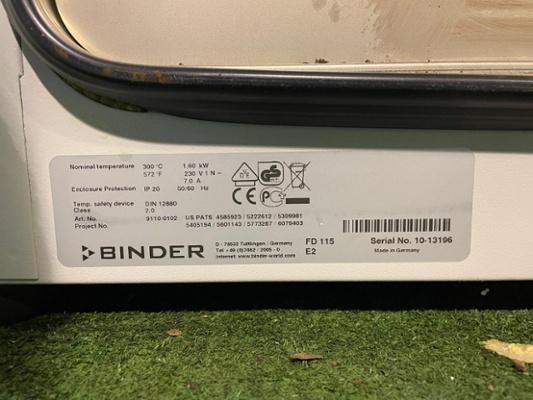 Nominal temperature 300 °C 1.60 kW
572 °F 230 V 1 N ~
7.0 A
Enclosure Protection IP 20 50/60 Hz
Temp. safety device DIN 12880
Class 2.0
Art. No. 9110-0102 US PATS 4585923 / 5222612 / 5309981
Project No. 5405194 / 5601143 / 5773287 / 6079403
BINDER
D - 78532 Tuttlingen / Germany
Tel +49 (0)7462 / 2005 - 0
Internet: www.binder-world.com
FD 115
E2
Serial No. 10-13196
Made in Germany